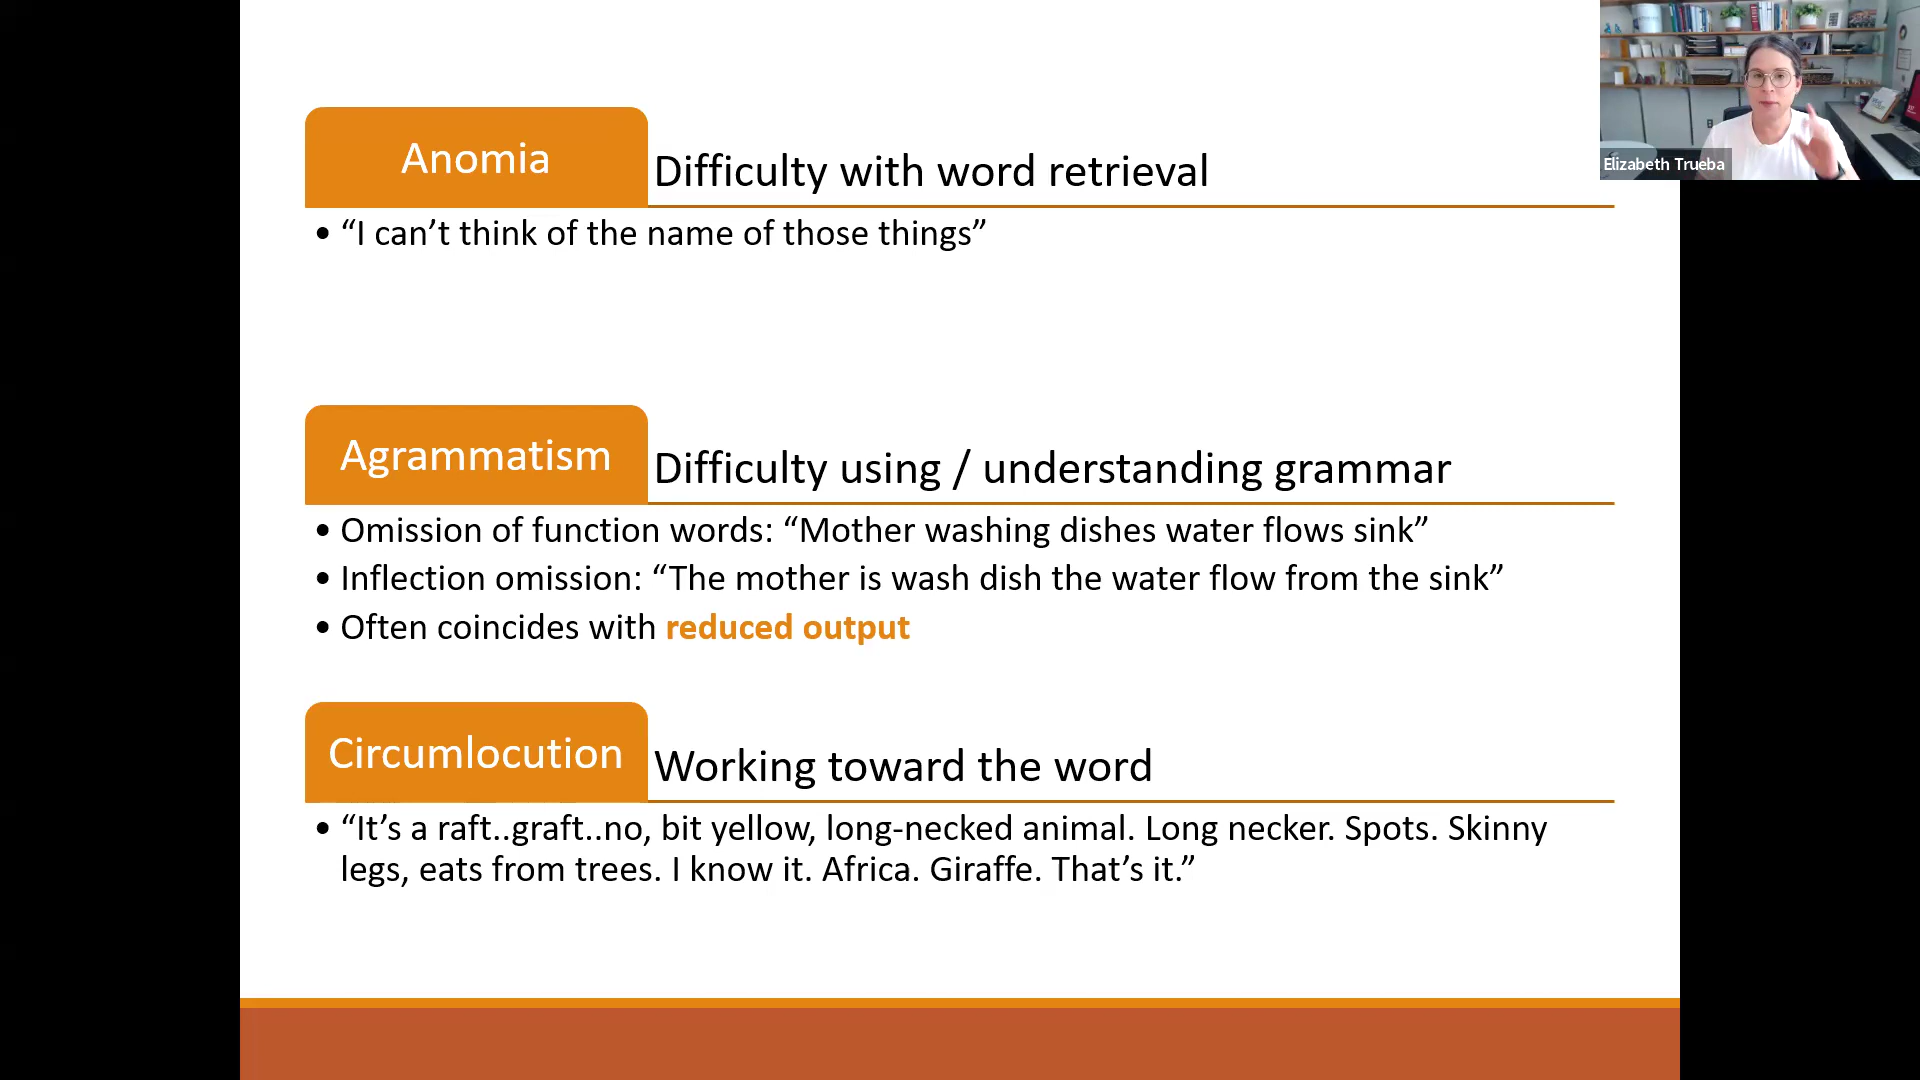 Elizabeth Trueba
Anomia
Difficulty with word retrieval
• “I can’t think of the name of those things”
Agrammatism
Difficulty using / understanding grammar
• Omission of function words: “Mother washing dishes water flows sink”
• Inflection omission: “The mother is wash dish the water flow from the sink”
• Often coincides with reduced output
Circumlocution
Working toward the word
• “It’s a raft..graft..no, bit yellow, long-necked animal. Long necker. Spots. Skinny
legs, eats from trees. I know it. Africa. Giraffe. That’s it.”